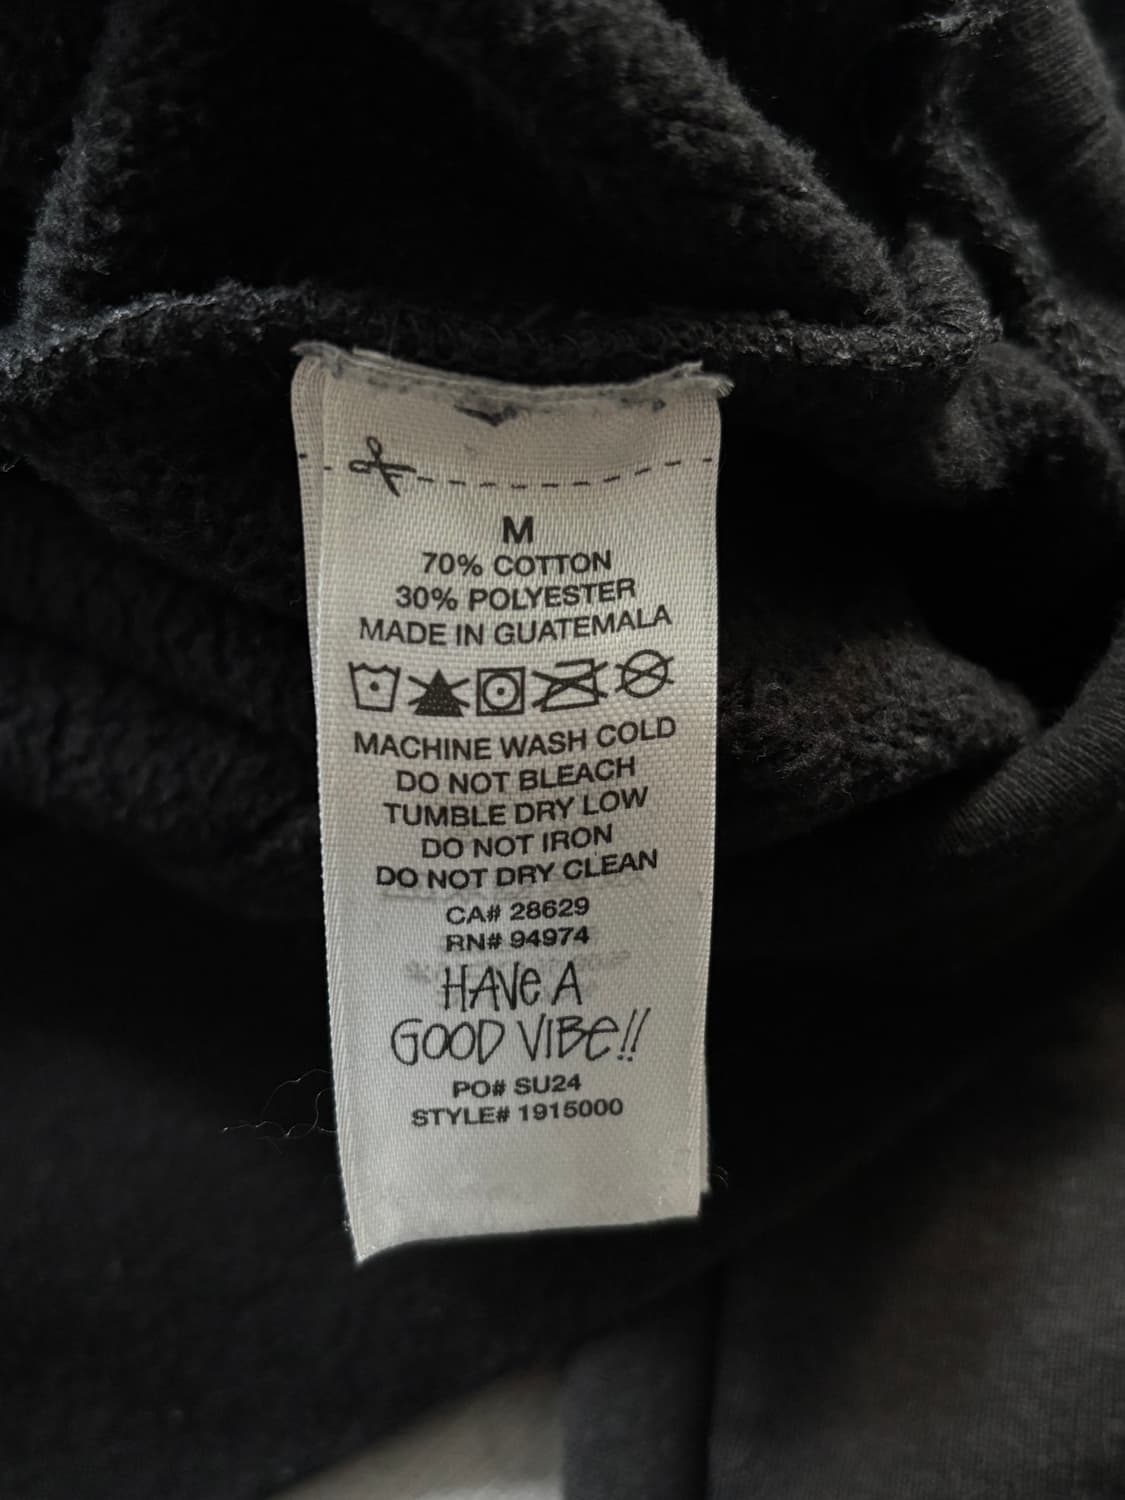 M
70% COTTON
30% POLYESTER
MADE IN GUATEMALA
MACHINE WASH COLD
DO NOT BLEACH
TUMBLE DRY LOW
DO NOT IRON
DO NOT DRY CLEAN
CA# 28629
RN# 94974
HAVe A
GOOD VIBe!!
PO# SU24
STYLE# 1915000